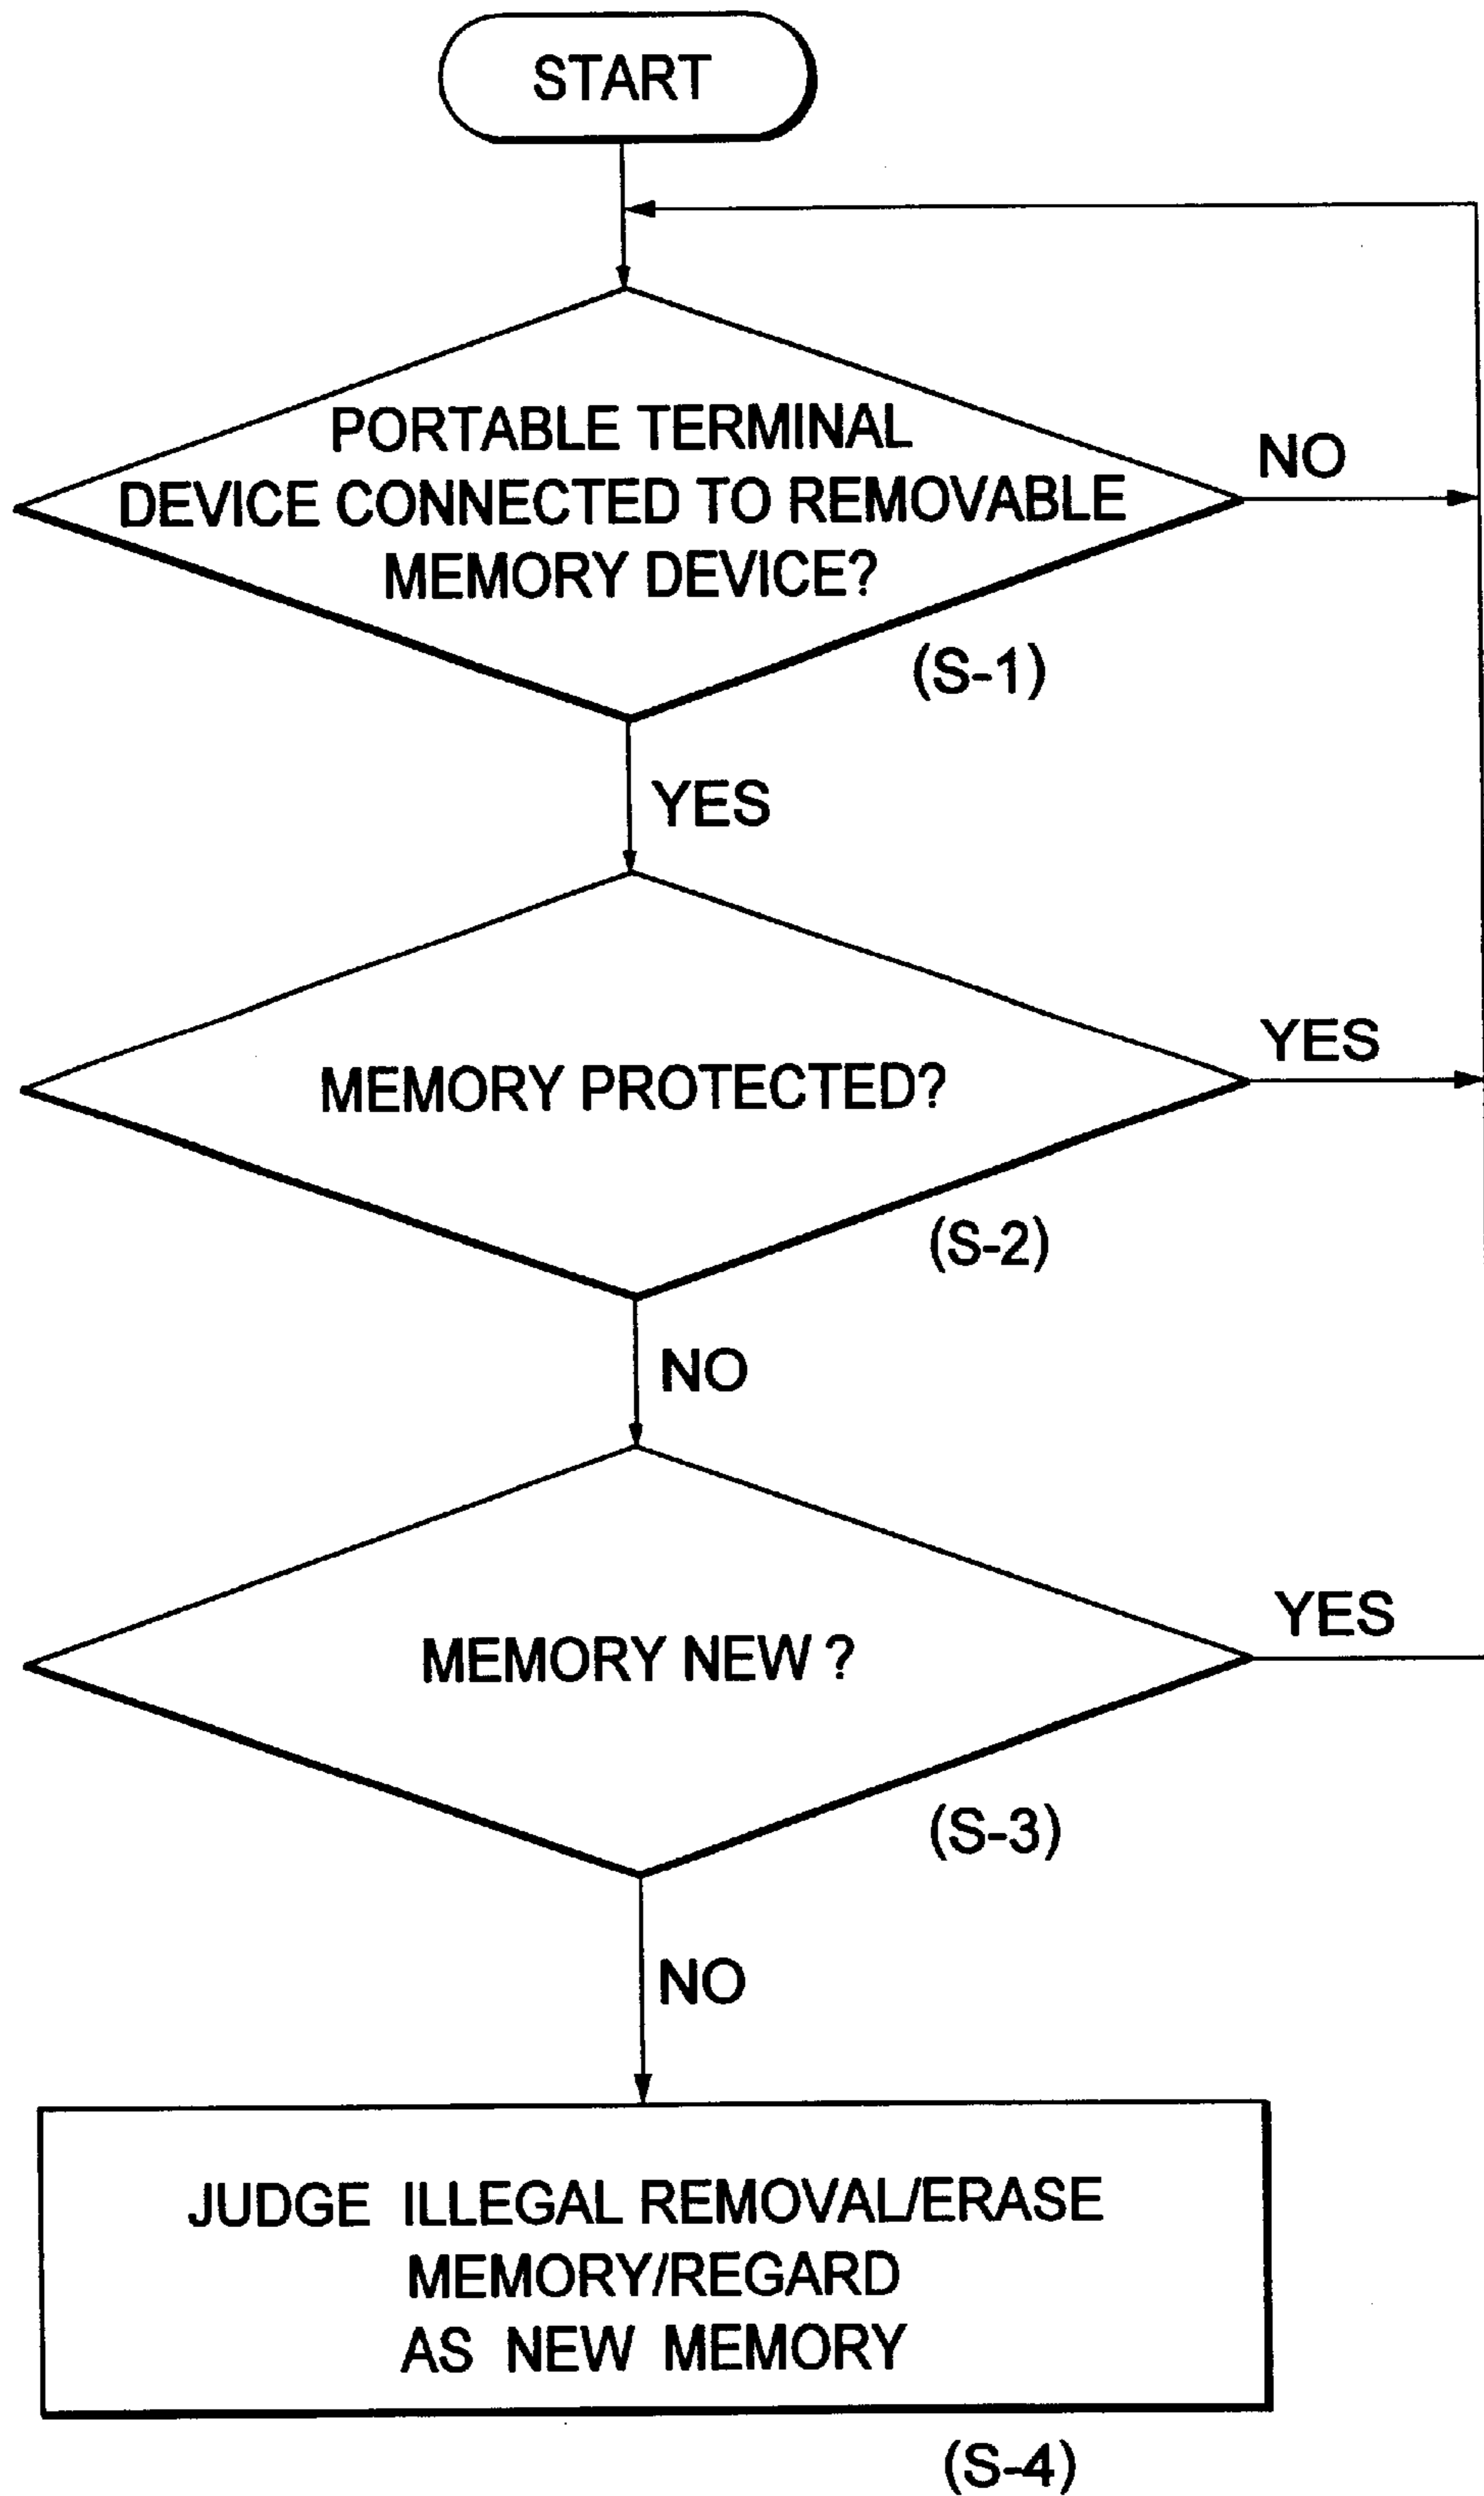 START
PORTABLE TERMINAL
DEVICE CONNECTED TO REMOVABLE
MEMORY DEVICE?
NO
(S-1)
YES
MEMORY PROTECTED?
YES
(S-2)
NO
MEMORY NEW ?
YES
(S-3)
NO
JUDGE ILLEGAL REMOVAL/ERASE
MEMORY/REGARD
AS NEW MEMORY
(S-4)